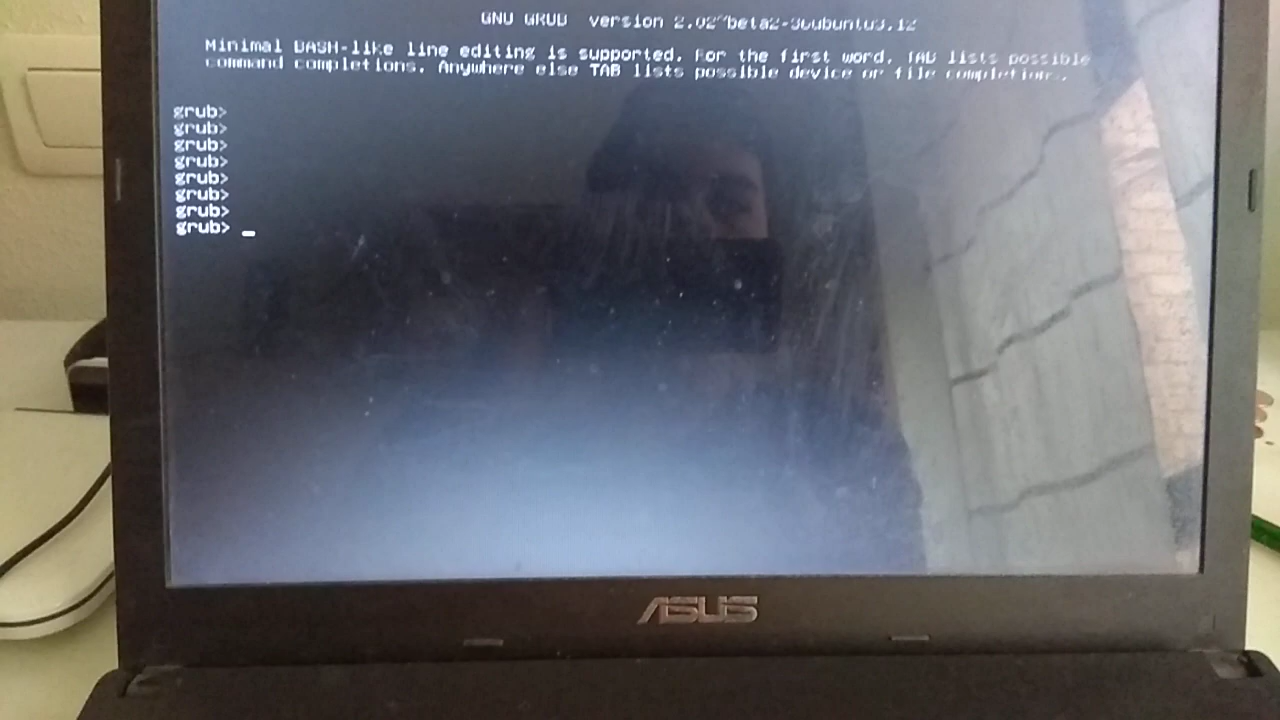 GNU GRUB version 2.02~beta2-36ubuntu3.12
Minimal BASH-like line editing is supported. For the first word, TAB lists possible
command completions. Anywhere else TAB lists possible device or file completions.
grub>
grub>
grub>
grub>
grub>
grub>
grub>
grub> _
ASUS